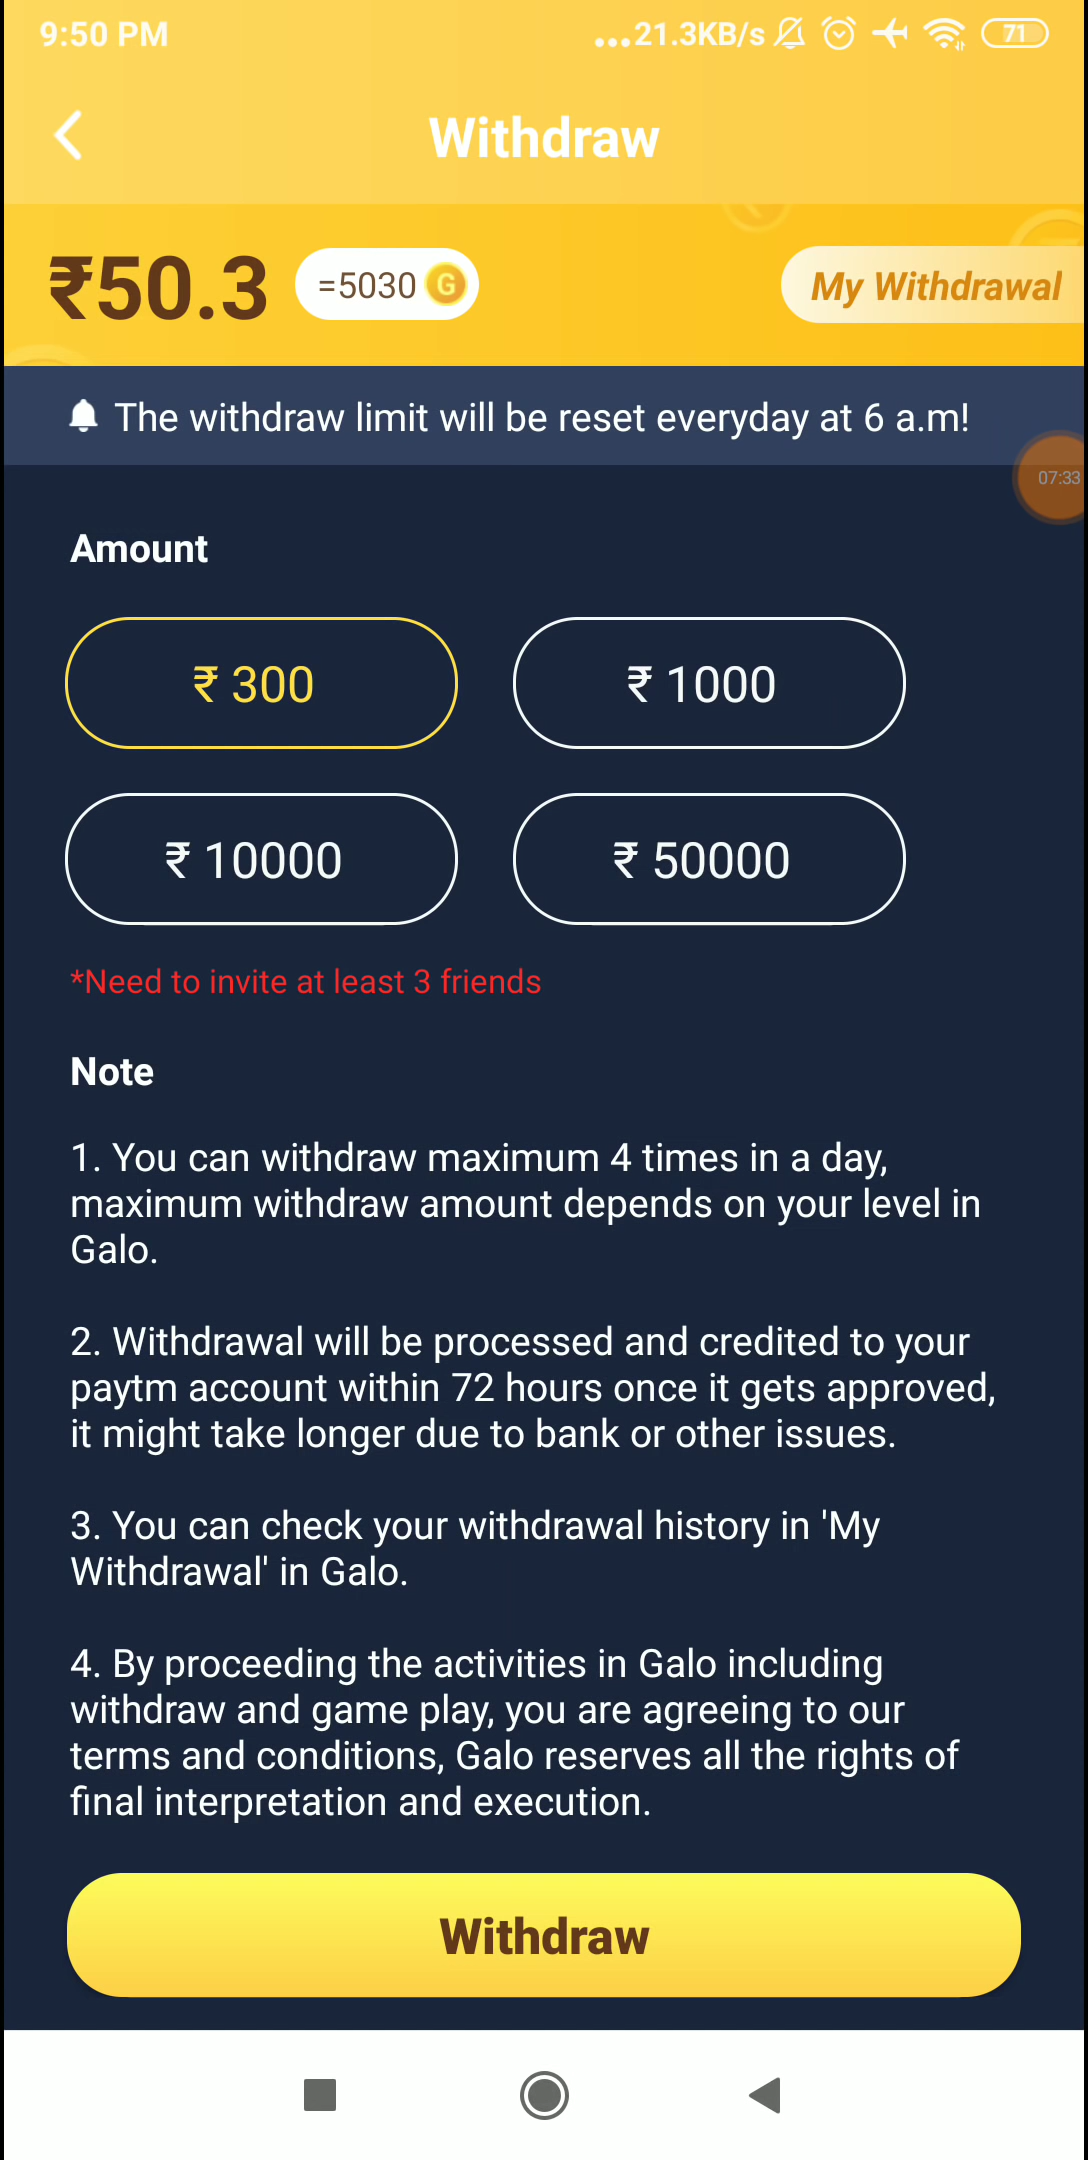 9:50 PM ...21.3KB/s 71
Withdraw
₹50.3 =5030 G My Withdrawal
The withdraw limit will be reset everyday at 6 a.m!
07:33
Amount
₹ 300 ₹ 1000
₹ 10000 ₹ 50000
*Need to invite at least 3 friends
Note
1. You can withdraw maximum 4 times in a day,
maximum withdraw amount depends on your level in
Galo.
2. Withdrawal will be processed and credited to your
paytm account within 72 hours once it gets approved,
it might take longer due to bank or other issues.
3. You can check your withdrawal history in 'My
Withdrawal' in Galo.
4. By proceeding the activities in Galo including
withdraw and game play, you are agreeing to our
terms and conditions, Galo reserves all the rights of
final interpretation and execution.
Withdraw